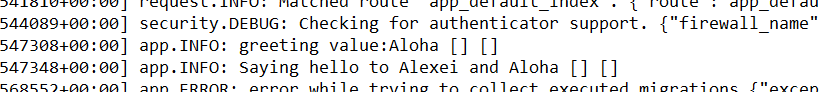 541810+00:00] request.INFO: Matched route "app_default_index". {"route":"app_defau
544089+00:00] security.DEBUG: Checking for authenticator support. {"firewall_name"
547308+00:00] app.INFO: greeting value:Aloha [] []
547348+00:00] app.INFO: Saying hello to Alexei and Aloha [] []
568552+00:00] app.ERROR: error while trying to collect executed migrations {"excep